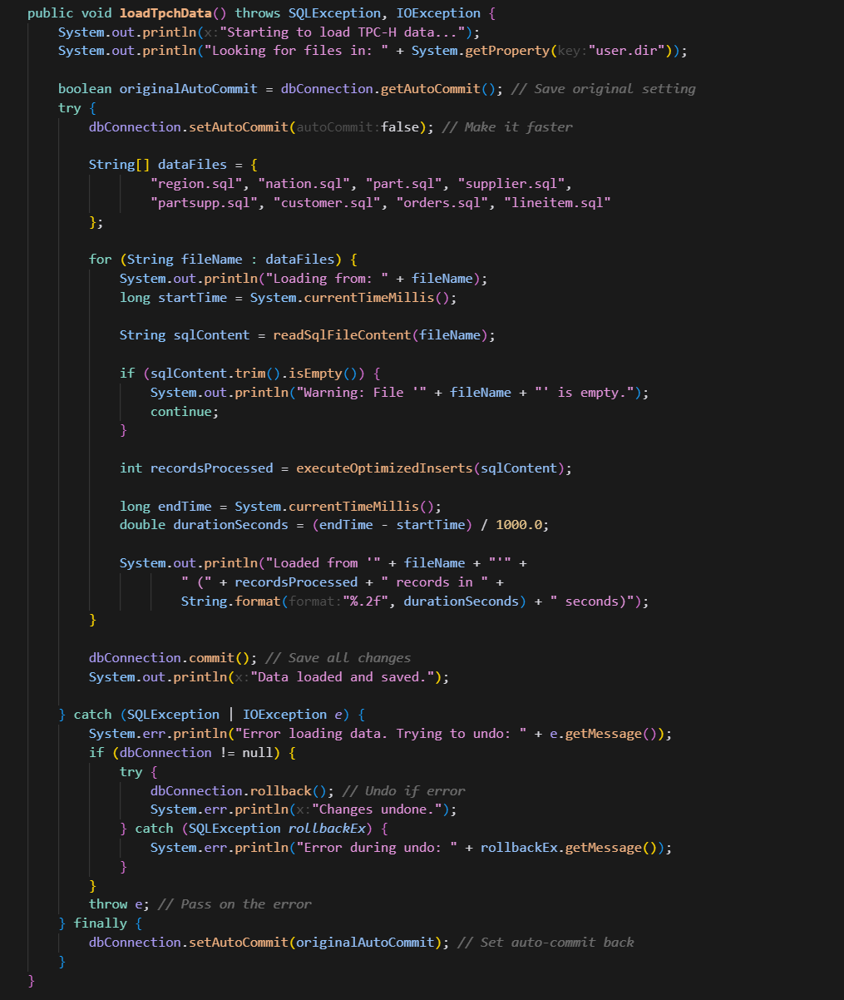 public void loadTpchData() throws SQLException, IOException {
System.out.println(x:"Starting to load TPC-H data...");
System.out.println("Looking for files in: " + System.getProperty(key:"user.dir"));
boolean originalAutoCommit = dbConnection.getAutoCommit(); // Save original setting
try {
dbConnection.setAutoCommit(autoCommit:false); // Make it faster
String[] dataFiles = {
"region.sql", "nation.sql", "part.sql", "supplier.sql",
"partsupp.sql", "customer.sql", "orders.sql", "lineitem.sql"
};
for (String fileName : dataFiles) {
System.out.println("Loading from: " + fileName);
long startTime = System.currentTimeMillis();
String sqlContent = readSqlFileContent(fileName);
if (sqlContent.trim().isEmpty()) {
System.out.println("Warning: File '" + fileName + "' is empty.");
continue;
}
int recordsProcessed = executeOptimizedInserts(sqlContent);
long endTime = System.currentTimeMillis();
double durationSeconds = (endTime - startTime) / 1000.0;
System.out.println("Loaded from '" + fileName + "'" +
" (" + recordsProcessed + " records in " +
String.format(format:"%.2f", durationSeconds) + " seconds)");
}
dbConnection.commit(); // Save all changes
System.out.println(x:"Data loaded and saved.");
} catch (SQLException | IOException e) {
System.err.println("Error loading data. Trying to undo: " + e.getMessage());
if (dbConnection != null) {
try {
dbConnection.rollback(); // Undo if error
System.err.println(x:"Changes undone.");
} catch (SQLException rollbackEx) {
System.err.println("Error during undo: " + rollbackEx.getMessage());
}
}
throw e; // Pass on the error
} finally {
dbConnection.setAutoCommit(originalAutoCommit); // Set auto-commit back
}
}